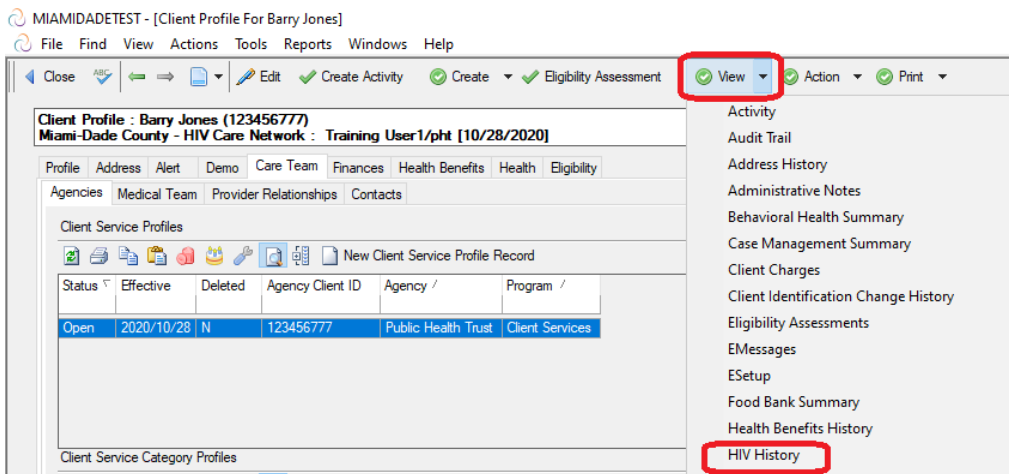 MIAMIDADETEST - [Client Profile For Barry Jones]
File Find View Actions Tools Reports Windows Help
Close ABC Edit Create Activity Create Eligibility Assessment View Action Print
Client Profile : Barry Jones (123456777)
Miami-Dade County - HIV Care Network : Training User1/pht [10/28/2020]
Profile Address Alert Demo Care Team Finances Health Benefits Health Eligibility
Agencies Medical Team Provider Relationships Contacts
Client Service Profiles
New Client Service Profile Record
Status Effective Deleted Agency Client ID Agency / Program /
Open 2020/10/28 N 123456777 Public Health Trust Client Services
Client Service Category Profiles
Activity
Audit Trail
Address History
Administrative Notes
Behavioral Health Summary
Case Management Summary
Client Charges
Client Identification Change History
Eligibility Assessments
EMessages
ESetup
Food Bank Summary
Health Benefits History
HIV History